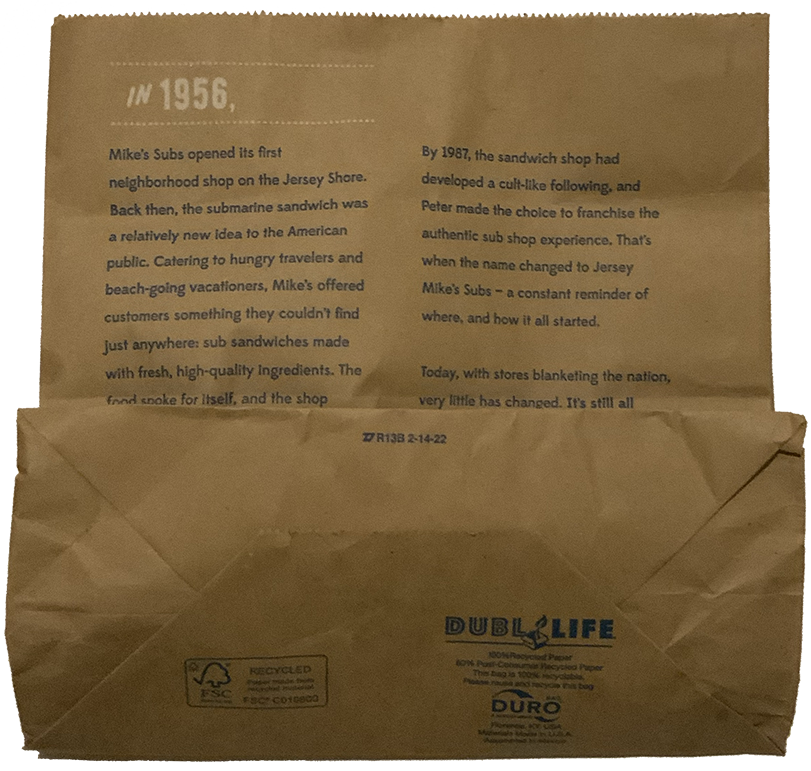 IN 1956,
Mike's Subs opened its first
neighborhood shop on the Jersey Shore.
Back then, the submarine sandwich was
a relatively new idea to the American
public. Catering to hungry travelers and
beach-going vacationers, Mike's offered
customers something they couldn't find
just anywhere: sub sandwiches made
with fresh, high-quality ingredients. The
food spoke for itself, and the shop
By 1987, the sandwich shop had
developed a cult-like following, and
Peter made the choice to franchise the
authentic sub shop experience. That's
when the name changed to Jersey
Mike's Subs – a constant reminder of
where, and how it all started.
Today, with stores blanketing the nation,
very little has changed. It's still all
27 R13B 2-14-22
RECYCLED
Paper made from
recycled material
FSC
FSC® C010800
DUBL LIFE
100% Recycled Paper
80% Post-Consumer Recycled Paper
This bag is 100% recyclable.
Please reuse and recycle this bag
DURO
BAG
Florence, KY USA
Materials Made in U.S.A.
Assembled in Mexico